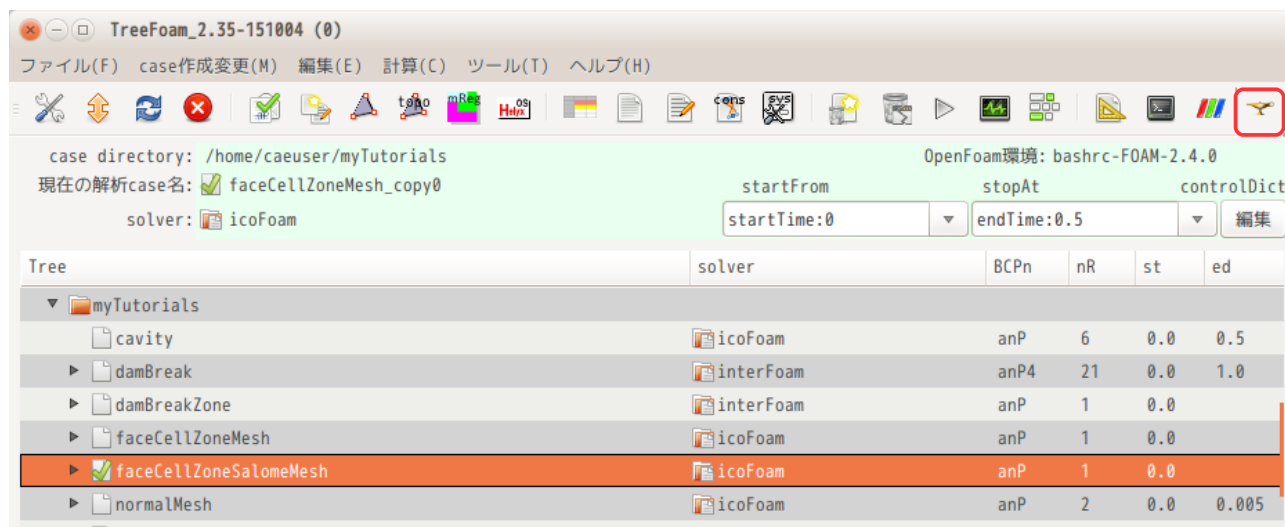 TreeFoam_2.35-151004 (0)
ファイル(F) case作成変更(M) 編集(E) 計算(C) ツール(T) ヘルプ(H)
topo mReg Helyx OS cons SYS
case directory: /home/caeuser/myTutorials OpenFoam環境: bashrc-FOAM-2.4.0
現在の解析case名: faceCellZoneMesh_copy0 startFrom stopAt controlDict
solver: icoFoam startTime:0 endTime:0.5 編集
Tree solver BCPn nR st ed
myTutorials
cavity icoFoam anP 6 0.0 0.5
damBreak interFoam anP4 21 0.0 1.0
damBreakZone interFoam anP 1 0.0
faceCellZoneMesh icoFoam anP 1 0.0
faceCellZoneSalomeMesh icoFoam anP 1 0.0
normalMesh icoFoam anP 2 0.0 0.005